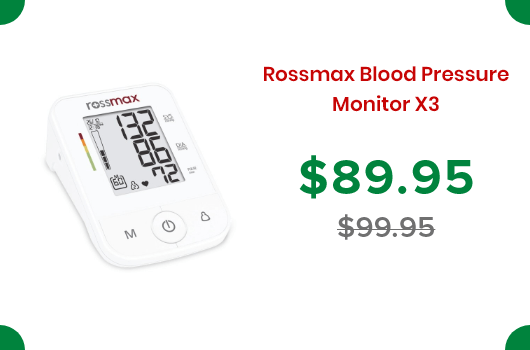 Rossmax Blood Pressure
Monitor X3
$89.95
$99.95
rossmax
132
86
72
M